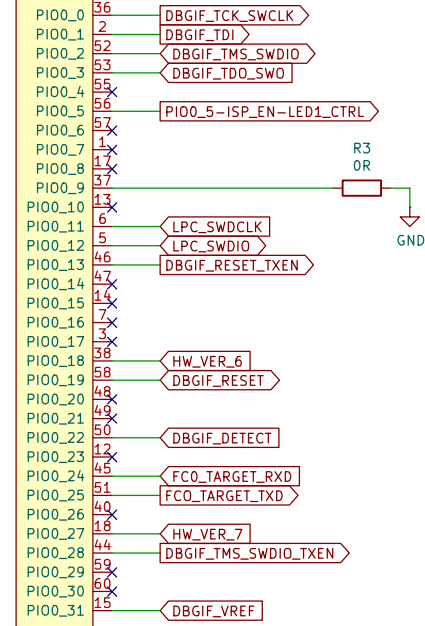 PIO0_0 36 DBGIF_TCK_SWCLK
PIO0_1 2 DBGIF_TDI
PIO0_2 52 DBGIF_TMS_SWDIO
PIO0_3 53 DBGIF_TDO_SWO
PIO0_4 55
PIO0_5 56 PIO0_5-ISP_EN-LED1_CTRL
PIO0_6 57
PIO0_7 1
R3
PIO0_8 17
0R
PIO0_9 37
PIO0_10 13
PIO0_11 6 LPC_SWDCLK
GND
PIO0_12 5 LPC_SWDIO
PIO0_13 46 DBGIF_RESET_TXEN
PIO0_14 47
PIO0_15 14
PIO0_16 7
PIO0_17 3
PIO0_18 38 HW_VER_6
PIO0_19 58 DBGIF_RESET
PIO0_20 48
PIO0_21 49
PIO0_22 50 DBGIF_DETECT
PIO0_23 12
PIO0_24 45 FC0_TARGET_RXD
PIO0_25 51 FC0_TARGET_TXD
PIO0_26 40
PIO0_27 18 HW_VER_7
PIO0_28 44 DBGIF_TMS_SWDIO_TXEN
PIO0_29 59
PIO0_30 60
PIO0_31 15 DBGIF_VREF